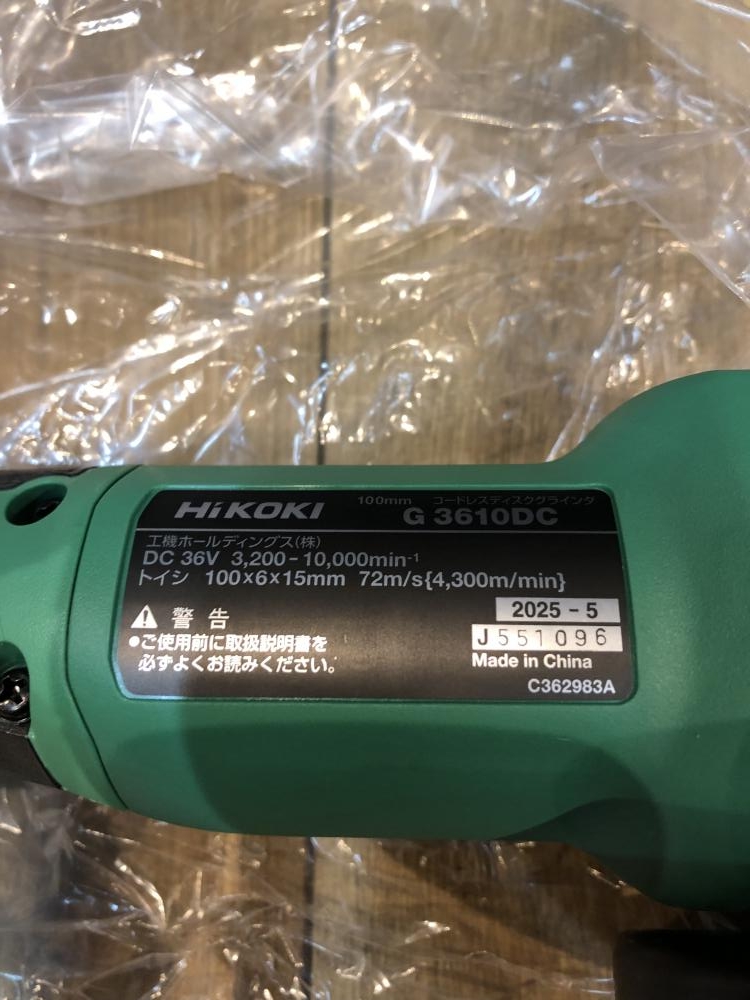 HiKOKI 100mm コードレスディスクグラインタ
G 3610DC
工機ホールディングス(株)
DC 36V 3,200-10,000min⁻¹
トイシ 100×6×15mm 72m/s{4,300m/min}
警告
●ご使用前に取扱説明書を
必ずよくお読みください。
2025-5
J551096
Made in China
C362983A